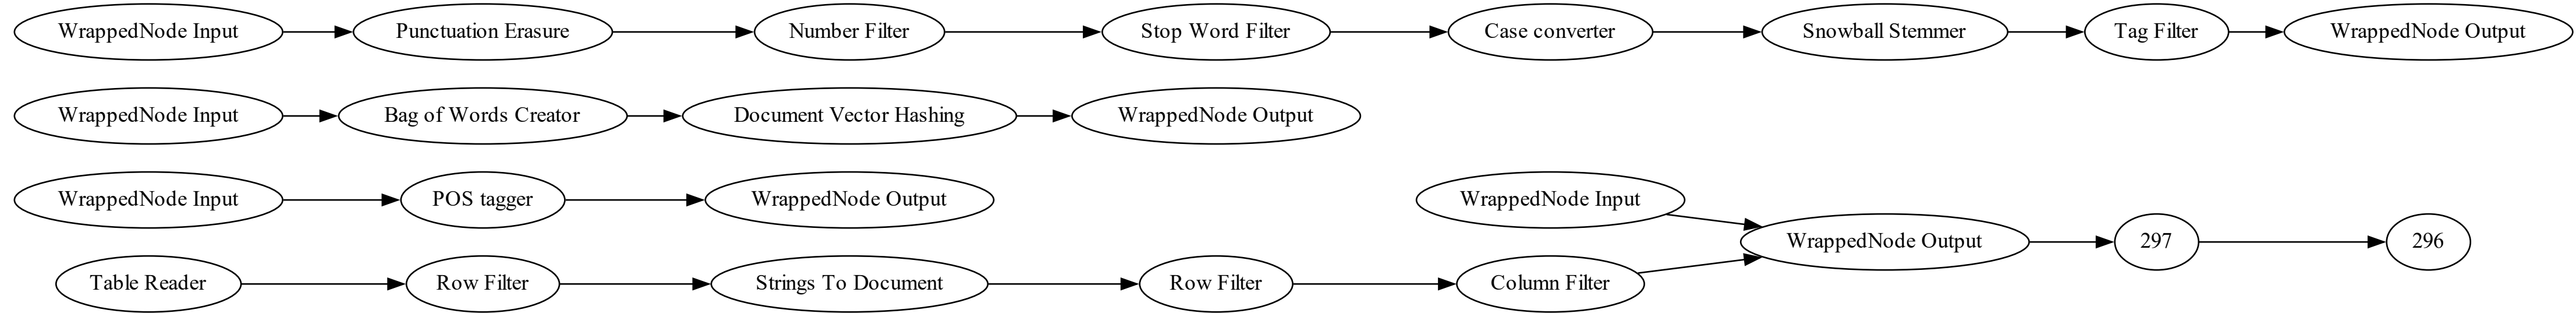 WrappedNode Input Punctuation Erasure Number Filter Stop Word Filter Case converter Snowball Stemmer Tag Filter WrappedNode Output
WrappedNode Input Bag of Words Creator Document Vector Hashing WrappedNode Output
WrappedNode Input POS tagger WrappedNode Output WrappedNode Input
WrappedNode Output 297 296
Table Reader Row Filter Strings To Document Row Filter Column Filter